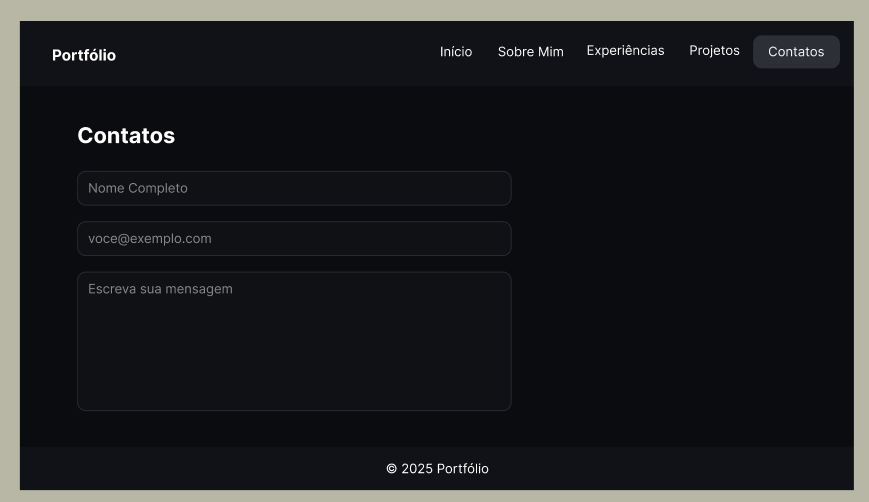 Portfólio
Início Sobre Mim Experiências Projetos Contatos
Contatos
Nome Completo
voce@exemplo.com
Escreva sua mensagem
© 2025 Portfólio